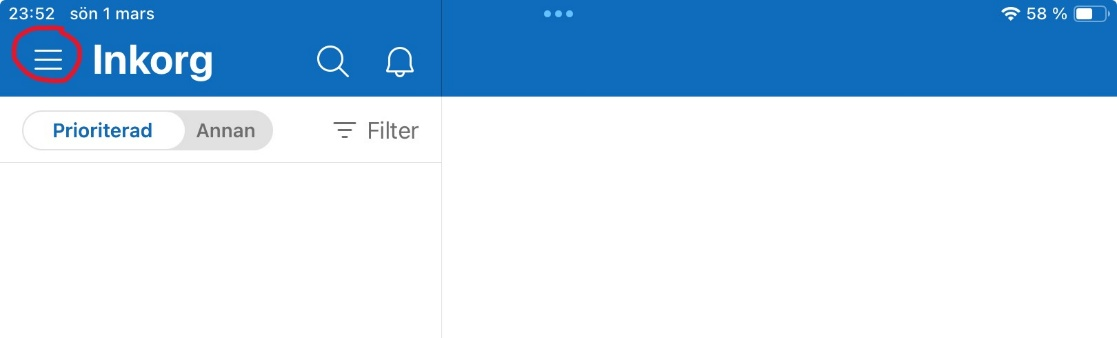 23:52 sön 1 mars 58 %
Inkorg
Prioriterad Annan Filter